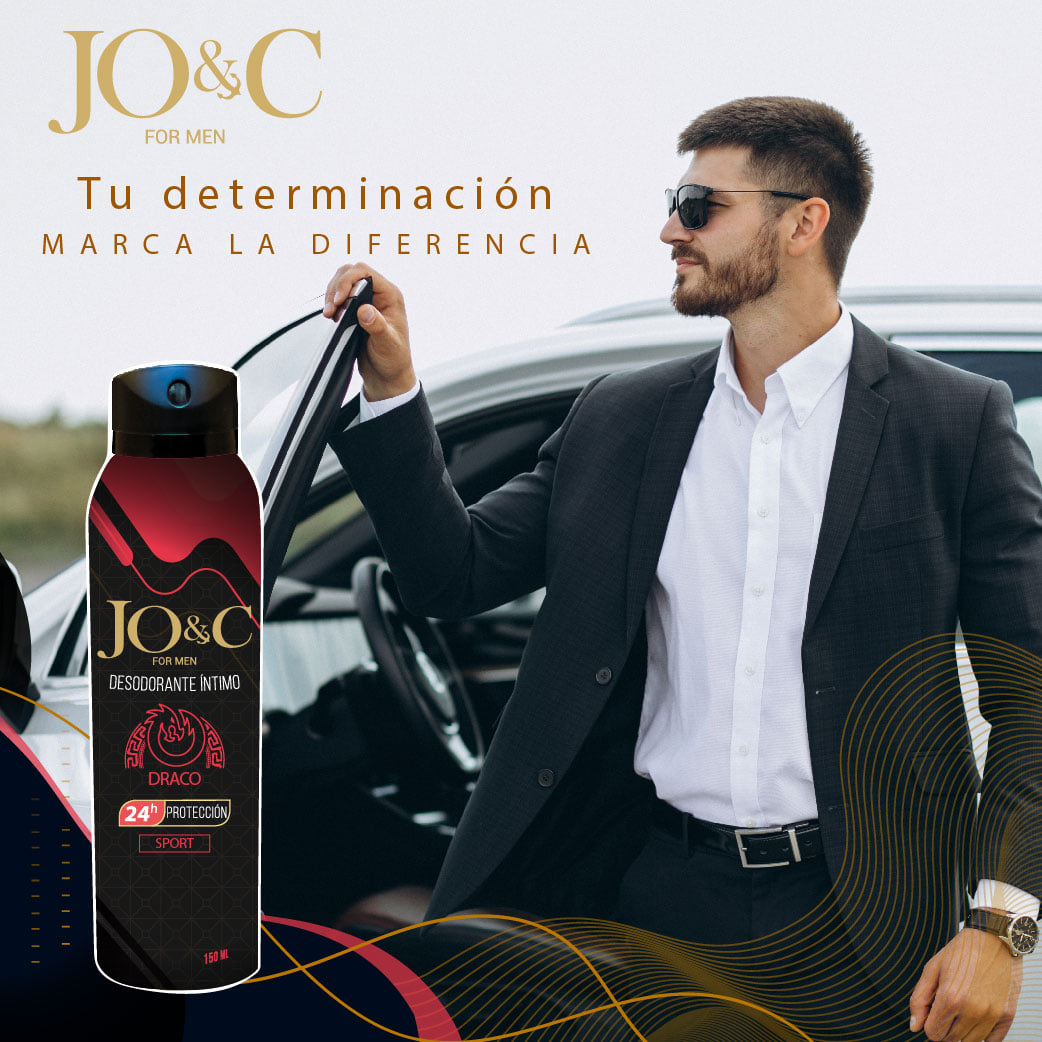 JO&C
FOR MEN
Tu determinación
MARCA LA DIFERENCIA
JO&C
FOR MEN
DESODORANTE ÍNTIMO
DRACO
24h PROTECCIÓN
SPORT
150 ML